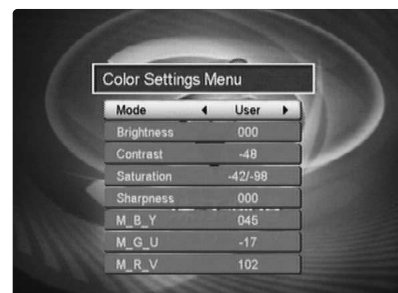 Color Settings Menu
Mode User
Brightness 000
Contrast -48
Saturation -42/-98
Sharpness 000
M_B_Y 045
M_G_U -17
M_R_V 102